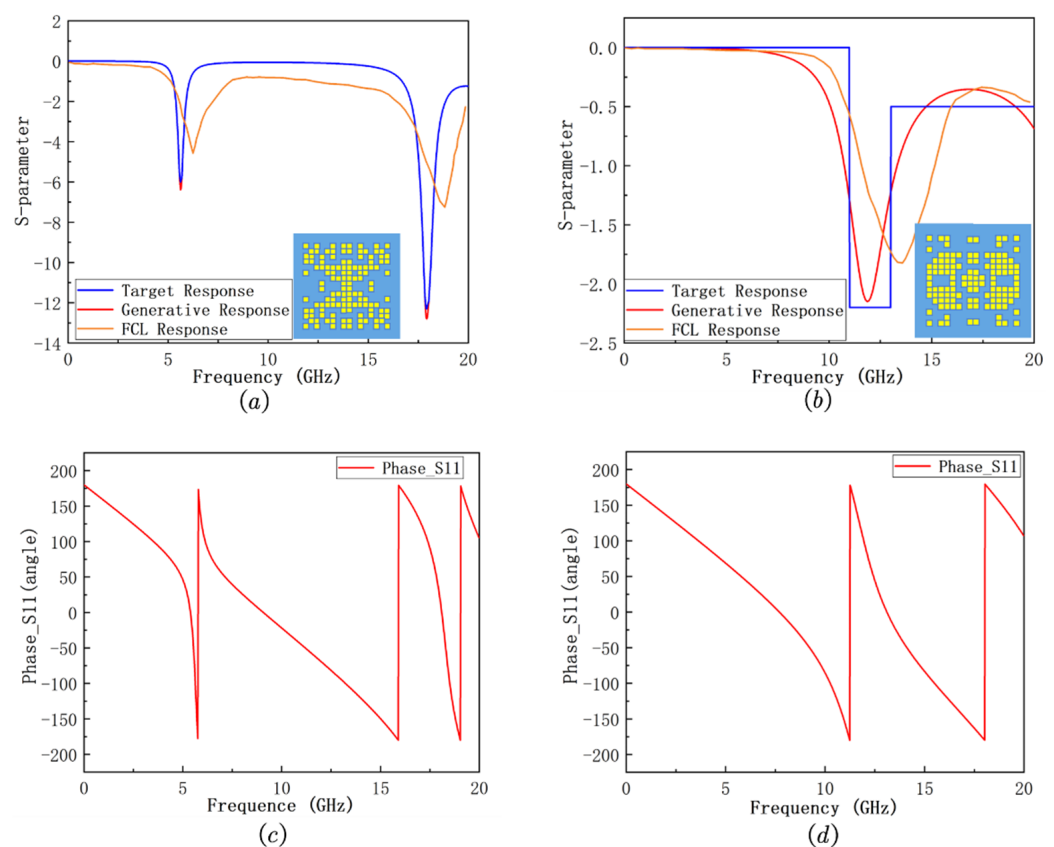 2
0
-2
-4
-6
-8
-10
-12
-14
S-parameter
Target Response
Generative Response
FCL Response
0 5 10 15 20
Frequency (GHz)
(a)
0.0
-0.5
-1.0
-1.5
-2.0
-2.5
S-parameter
Target Response
Generative Response
FCL Response
0 5 10 15 20
Frequency (GHz)
(b)
200
150
100
50
0
-50
-100
-150
-200
Phase_S11(angle)
Phase_S11
0 5 10 15 20
Frequence (GHz)
(c)
200
150
100
50
0
-50
-100
-150
-200
Phase_S11(angle)
Phase_S11
0 5 10 15 20
Frequency (GHz)
(d)